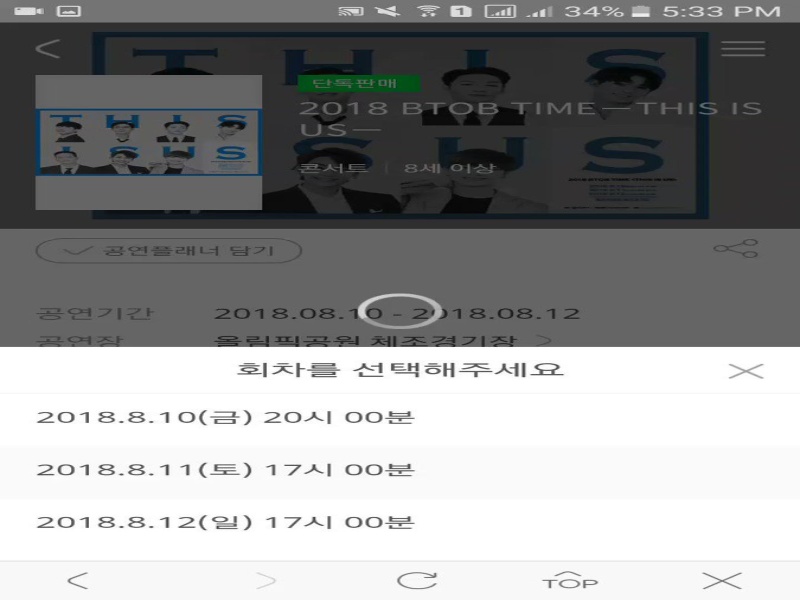 1 34% 5:33 PM
THIS
단독판매
2018 BTOB TIME—THIS IS
US—
THIS
IS US
콘서트 | 8세 이상
공연플래너 담기
공연기간 2018.08.10 - 2018.08.12
공연장 올림픽공원 체조경기장
회차를 선택해주세요
2018.8.10(금) 20시 00분
2018.8.11(토) 17시 00분
2018.8.12(일) 17시 00분
TOP